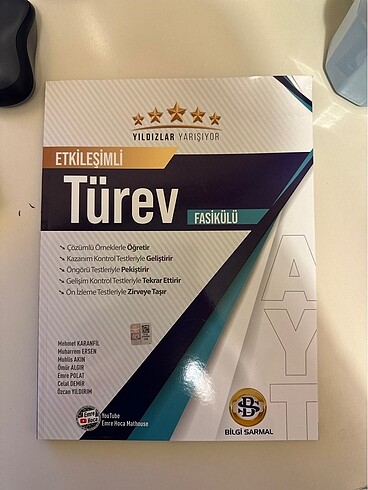 YILDIZLAR YARIŞIYOR
ETKİLEŞİMLİ
Türev
FASİKÜLÜ
Çözümlü Örneklerle Öğretir
Kazanım Kontrol Testleriyle Geliştirir
Öngörü Testleriyle Pekiştirir
Gelişim Kontrol Testleriyle Tekrar Ettirir
Ön İzleme Testleriyle Zirveye Taşır
AYT
Mehmet KARANFİL
Muharrem ERSEN
Muhlis AKIN
Ömür ALGIR
Emre POLAT
Celal DEMİR
Özcan YILDIRIM
Emre
Hoca
YouTube
Emre Hoca Mathouse
BİLGİ SARMAL